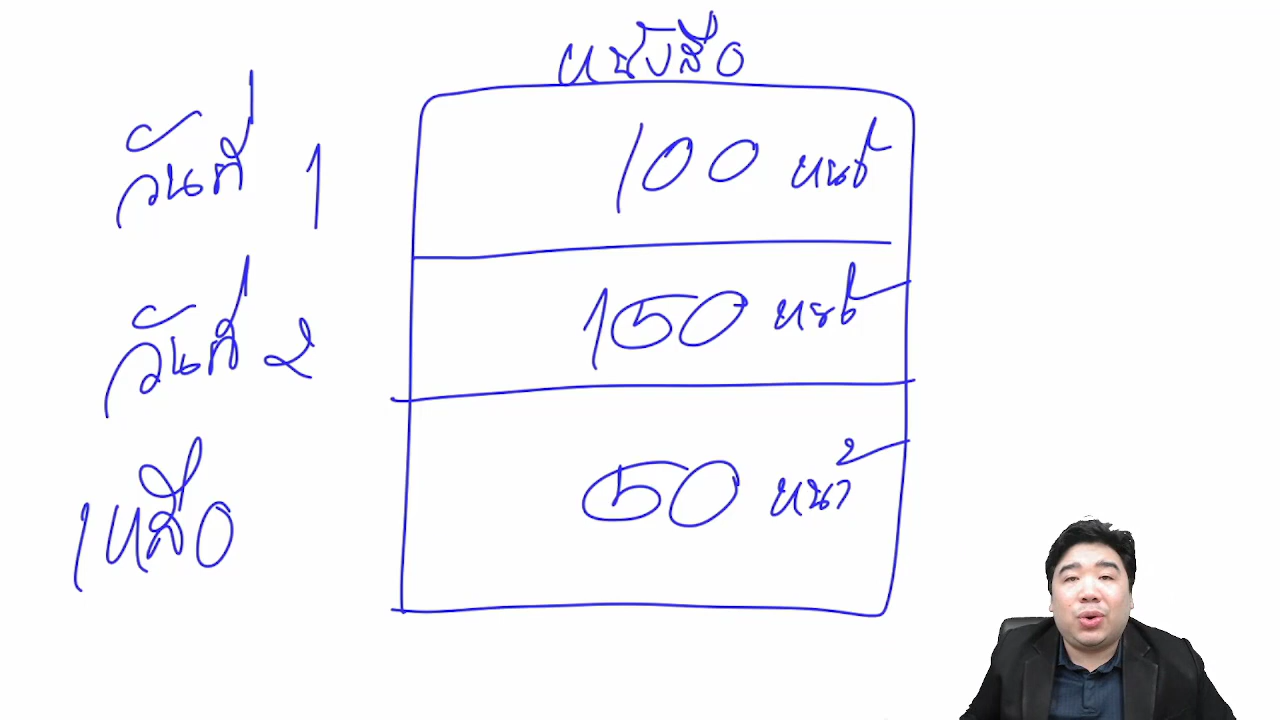 หนังสือ
วันที่ 1 100 หน้า
วันที่ 2 150 หน้า
เหลือ 50 หน้า